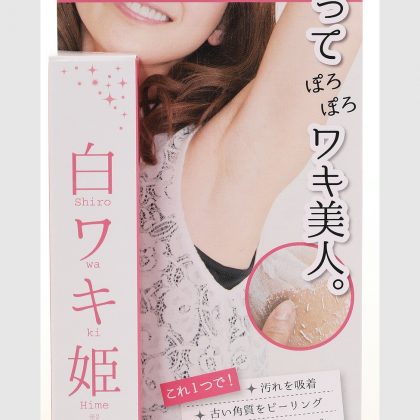 って
ぽろ
ぽろ
ワキ美人。
白ワキ姫
Shiro
wa
ki
Hime
これ1つで!
汚れを吸着
古い角質をピーリング